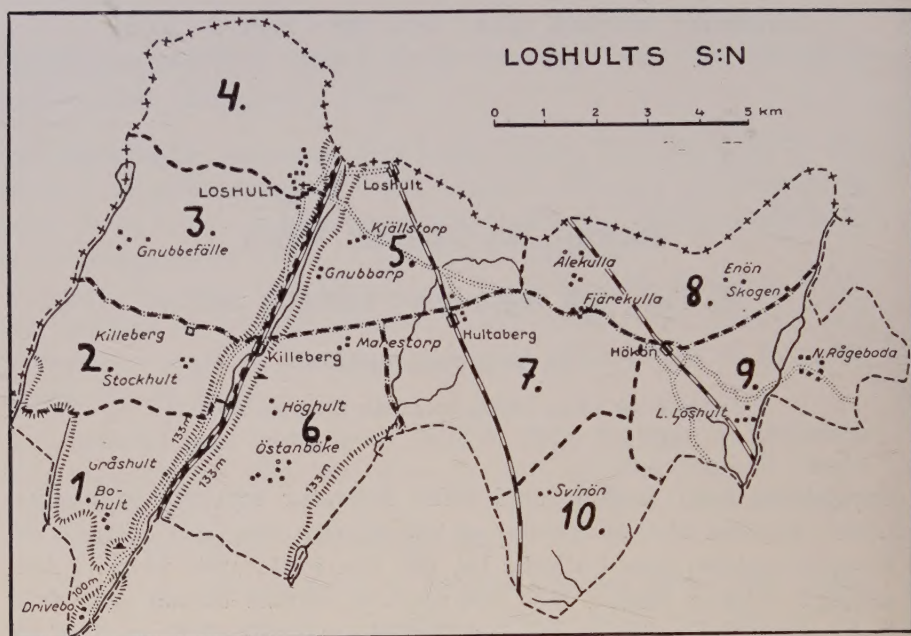 LOSHULTS S:N
0 1 2 3 4 5 km
4.
LOSHULT
Loshult
3.
Gnubbefälle
Kjällstorp
5.
Gnubbarp
Alekulla
Enön
8.
Skogen
Fjärekulla
Killeberg
Killeberg
Marestorp
Hultaberg
Hökön
N.Rågeboda
2.
Stockhult
7.
9.
Höghult
6.
Östanböke
133 m
133 m
133 m
L. Loshult
Gråshult
1.
Bo-
hult
Svinön
10.
100 m
Drivebo